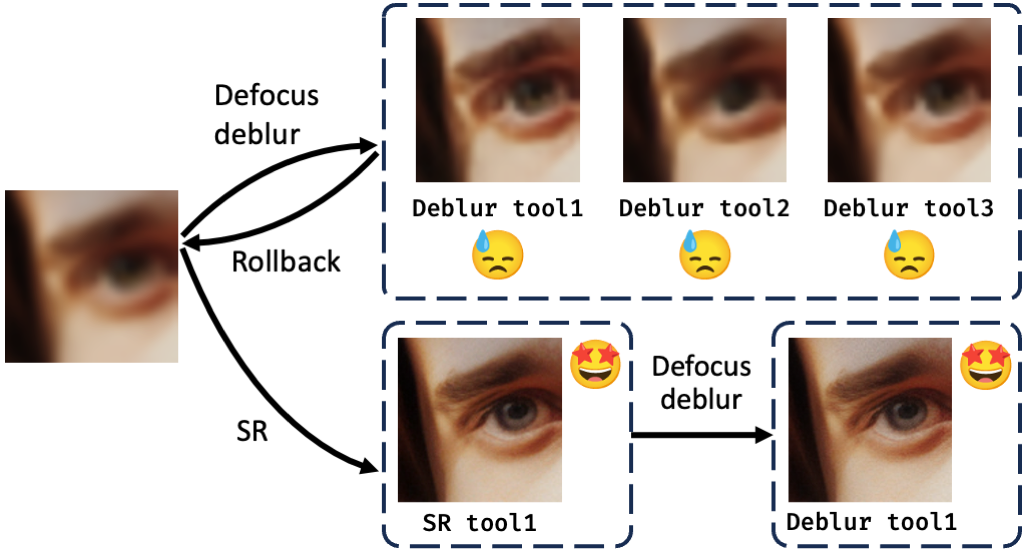 Defocus
deblur
Deblur tool1
Deblur tool2
Deblur tool3
Rollback
SR
Defocus
deblur
SR tool1
Deblur tool1